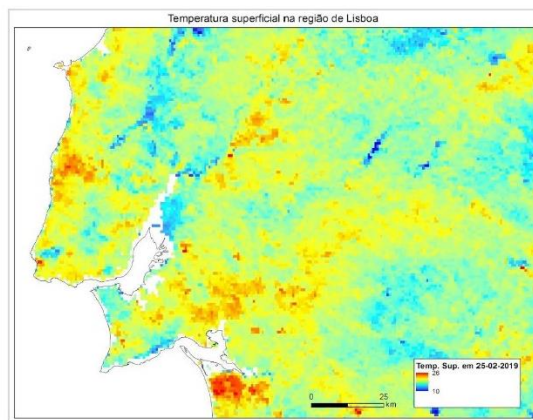 Temperatura superficial na região de Lisboa
Temp. Sup. em 25-02-2019
26
10
0
25
km